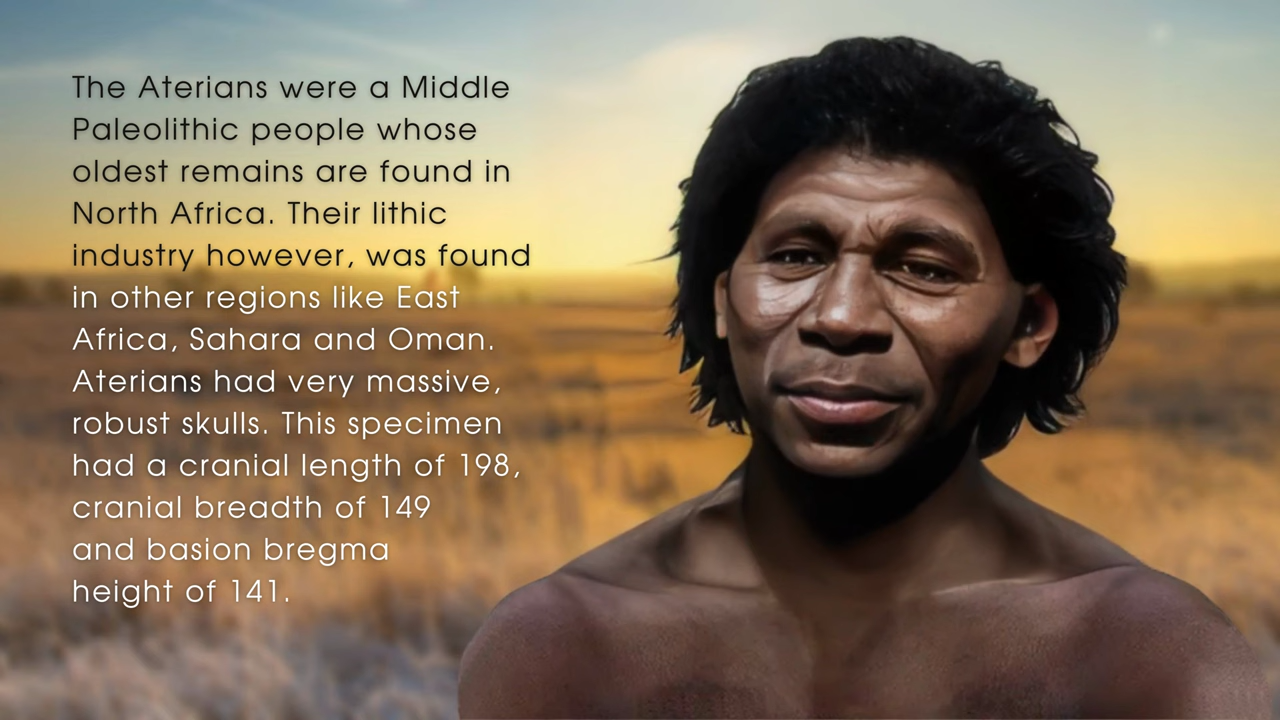 The Aterians were a Middle
Paleolithic people whose
oldest remains are found in
North Africa. Their lithic
industry however, was found
in other regions like East
Africa, Sahara and Oman.
Aterians had very massive,
robust skulls. This specimen
had a cranial length of 198,
cranial breadth of 149
and basion bregma
height of 141.